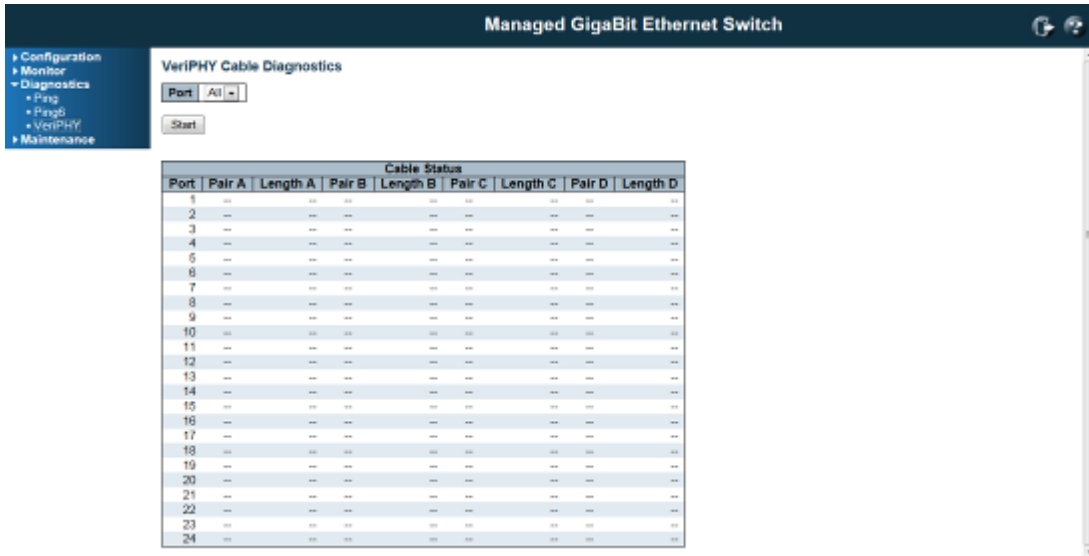 Managed GigaBit Ethernet Switch
Configuration
Monitor
Diagnostics
Ping
Ping6
VeriPHY
Maintenance
VeriPHY Cable Diagnostics
Port All
Start
Cable Status
Port Pair A Length A Pair B Length B Pair C Length C Pair D Length D
1 -- -- -- -- -- -- -- --
2 -- -- -- -- -- -- -- --
3 -- -- -- -- -- -- -- --
4 -- -- -- -- -- -- -- --
5 -- -- -- -- -- -- -- --
6 -- -- -- -- -- -- -- --
7 -- -- -- -- -- -- -- --
8 -- -- -- -- -- -- -- --
9 -- -- -- -- -- -- -- --
10 -- -- -- -- -- -- -- --
11 -- -- -- -- -- -- -- --
12 -- -- -- -- -- -- -- --
13 -- -- -- -- -- -- -- --
14 -- -- -- -- -- -- -- --
15 -- -- -- -- -- -- -- --
16 -- -- -- -- -- -- -- --
17 -- -- -- -- -- -- -- --
18 -- -- -- -- -- -- -- --
19 -- -- -- -- -- -- -- --
20 -- -- -- -- -- -- -- --
21 -- -- -- -- -- -- -- --
22 -- -- -- -- -- -- -- --
23 -- -- -- -- -- -- -- --
24 -- -- -- -- -- -- -- --